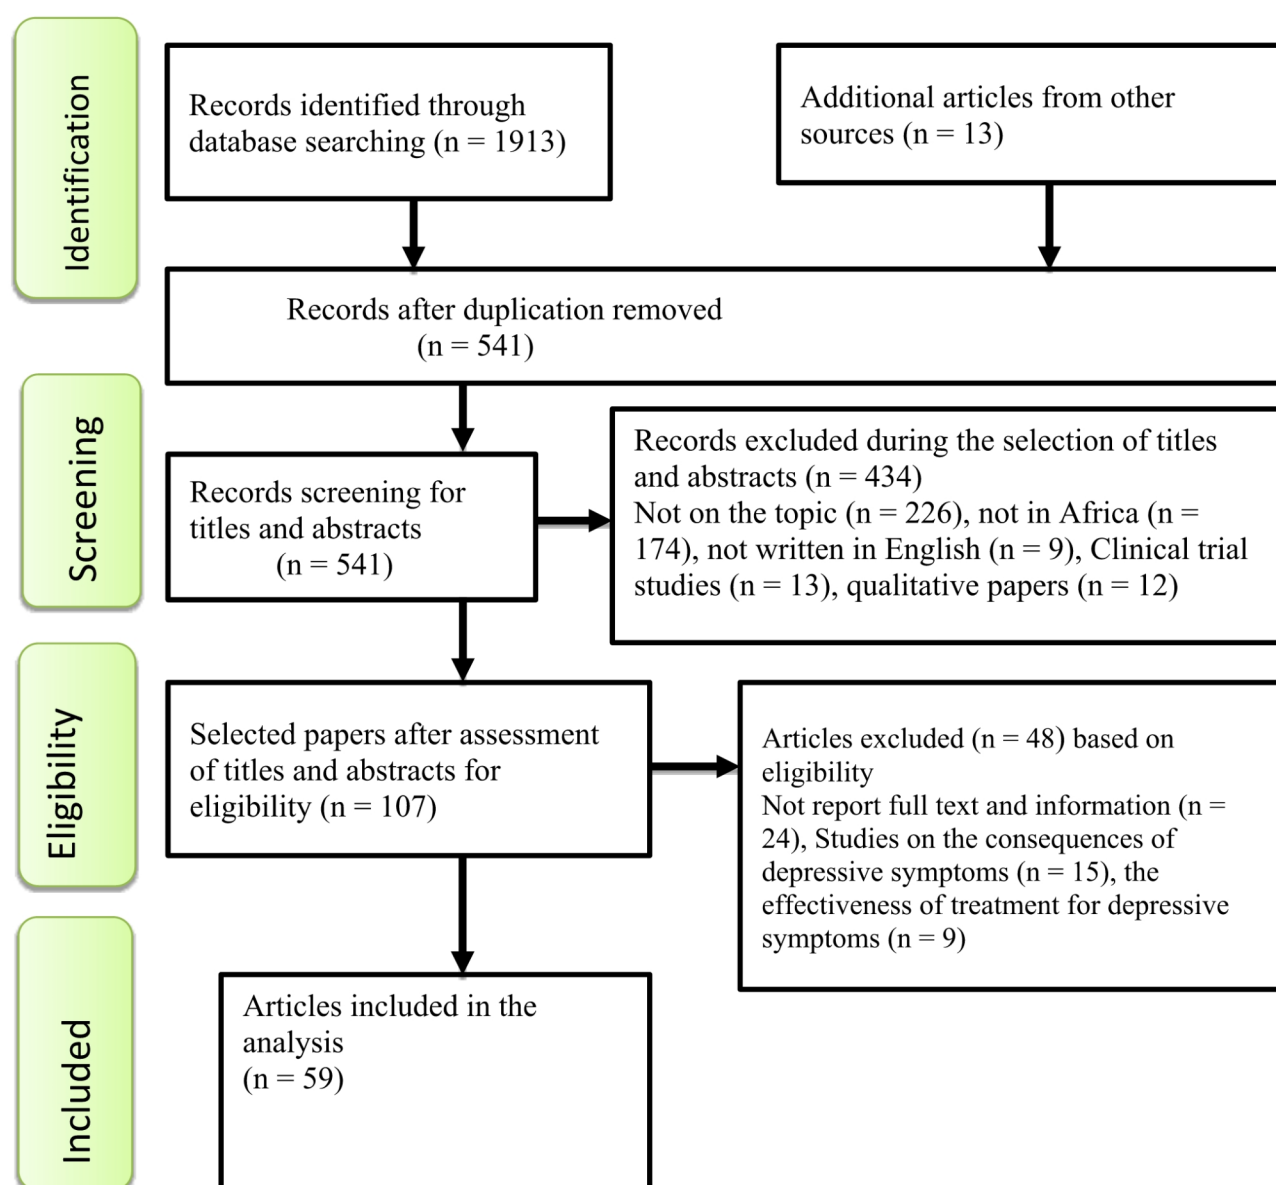 Identification
Records identified through
database searching (n = 1913)
Additional articles from other
sources (n = 13)
Records after duplication removed
(n = 541)
Screening
Records screening for
titles and abstracts
(n = 541)
Records excluded during the selection of titles
and abstracts (n = 434)
Not on the topic (n = 226), not in Africa (n =
174), not written in English (n = 9), Clinical trial
studies (n = 13), qualitative papers (n = 12)
Eligibility
Selected papers after assessment
of titles and abstracts for
eligibility (n = 107)
Articles excluded (n = 48) based on
eligibility
Not report full text and information (n =
24), Studies on the consequences of
depressive symptoms (n = 15), the
effectiveness of treatment for depressive
symptoms (n = 9)
Included
Articles included in the
analysis
(n = 59)